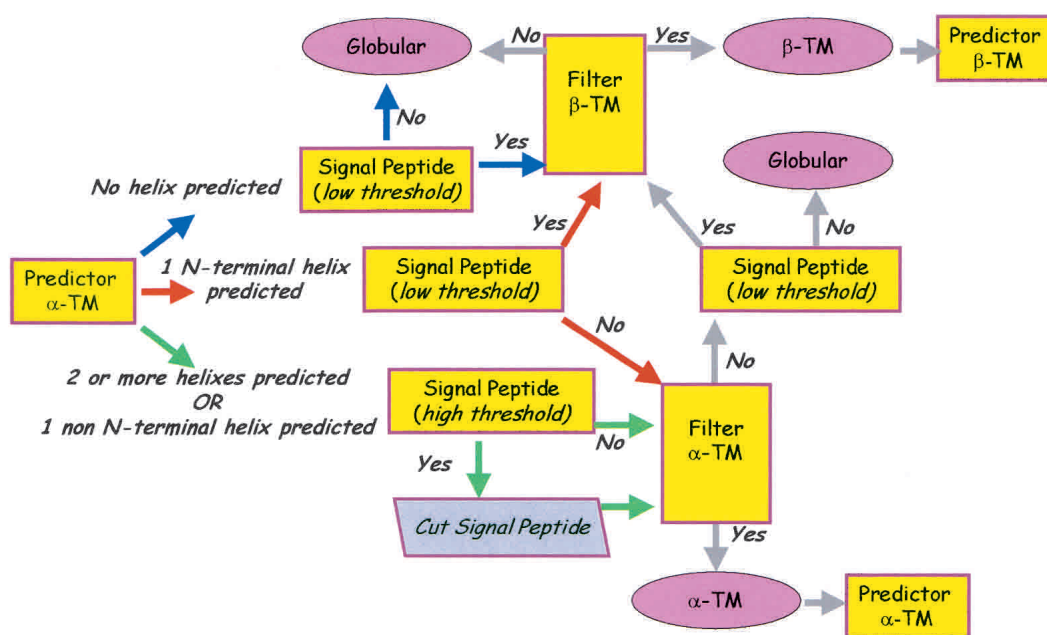 Globular
No
Filter
β-TM
Yes
β-TM
Predictor
β-TM
No
Signal Peptide
(low threshold)
Yes
Globular
No helix predicted
Yes
Yes
No
Predictor
α-TM
1 N-terminal helix
predicted
Signal Peptide
(low threshold)
Signal Peptide
(low threshold)
No
No
2 or more helixes predicted
OR
1 non N-terminal helix predicted
Signal Peptide
(high threshold)
No
Filter
α-TM
Yes
Cut Signal Peptide
Yes
α-TM
Predictor
α-TM